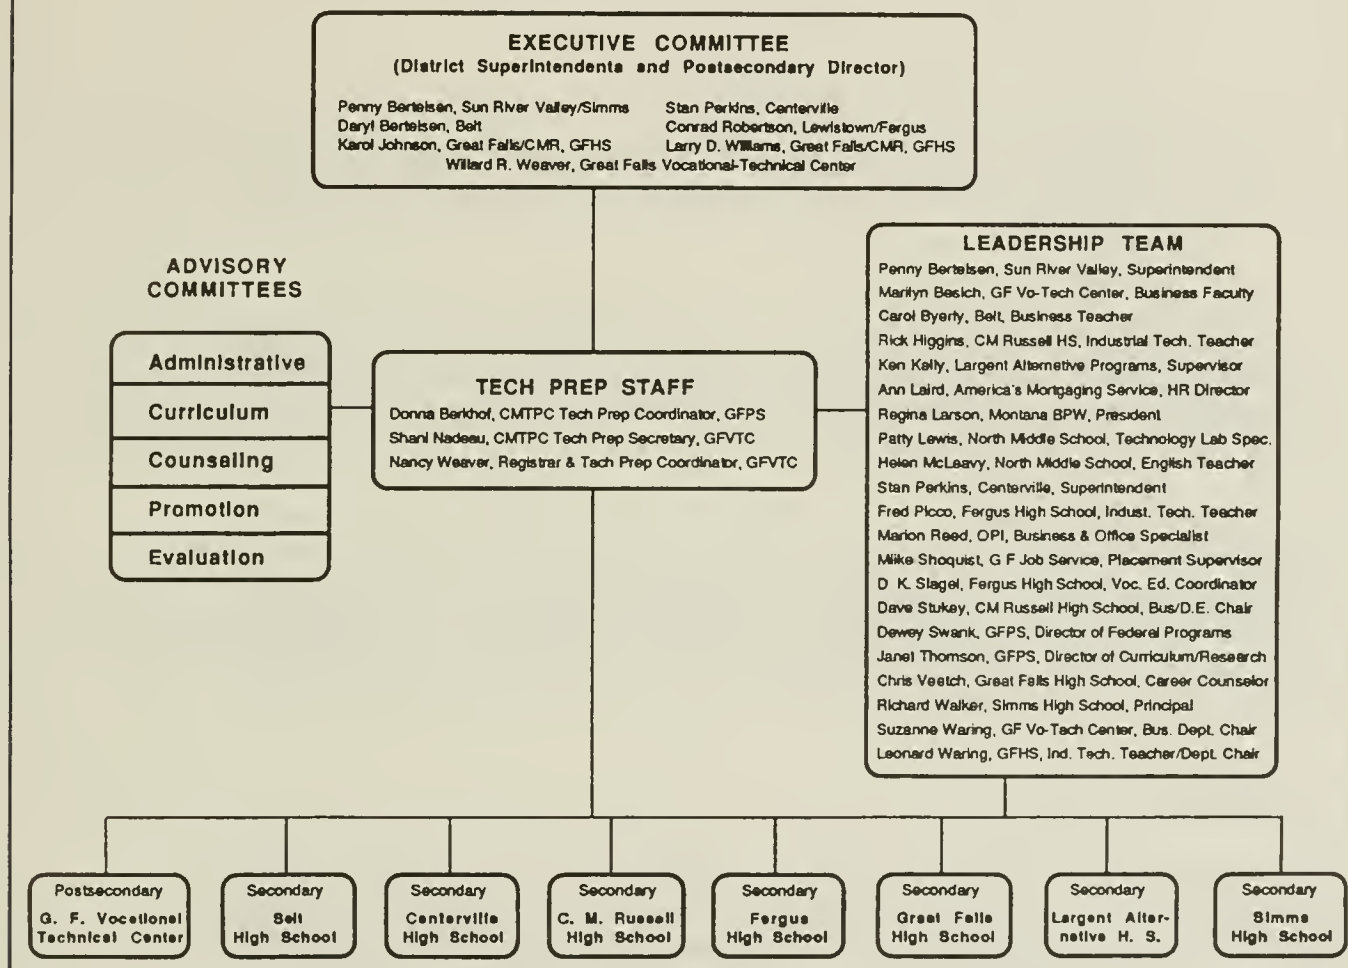 EXECUTIVE COMMITTEE
(District Superintendents and Postsecondary Director)
Penny Bertelsen, Sun River Valley/Simms
Stan Perkins, Centerville
Daryl Bertelsen, Belt
Conrad Robertson, Lewistown/Fergus
Karol Johnson, Great Falls/CMR, GFHS
Larry D. Williams, Great Falls/CMR, GFHS
Willard R. Weaver, Great Falls Vocational-Technical Center
ADVISORY
COMMITTEES
Administrative
Curriculum
Counseling
Promotion
Evaluation
TECH PREP STAFF
Donna Berkhof, CMTPC Tech Prep Coordinator, GFPS
Shani Nadeau, CMTPC Tech Prep Secretary, GFVTC
Nancy Weaver, Registrar & Tech Prep Coordinator, GFVTC
LEADERSHIP TEAM
Penny Bertelsen, Sun River Valley, Superintendent
Marilyn Besich, GF Vo-Tech Center, Business Faculty
Carol Byerly, Belt, Business Teacher
Rick Higgins, CM Russell HS, Industrial Tech. Teacher
Ken Kelly, Largent Alternative Programs, Supervisor
Ann Laird, America's Mortgaging Service, HR Director
Regina Larson, Montana BPW, President
Patty Lewis, North Middle School, Technology Lab Spec.
Helen McLeavy, North Middle School, English Teacher
Stan Perkins, Centerville, Superintendent
Fred Picco, Fergus High School, Indust. Tech. Teacher
Marion Reed, OPI, Business & Office Specialist
Miike Shoquist, G F Job Service, Placement Supervisor
D K. Slagel, Fergus High School, Voc. Ed. Coordinator
Dave Stukey, CM Russell High School, Bus/D.E. Chair
Dewey Swank, GFPS, Director of Federal Programs
Janet Thomson, GFPS, Director of Curriculum/Research
Chris Veetch, Great Falls High School, Career Counselor
Richard Walker, Simms High School, Principal
Suzanne Waring, GF Vo-Tech Center, Bus. Dept. Chair
Leonard Waring, GFHS, Ind. Tech. Teacher/Dept. Chair
Postsecondary
G. F. Vocational
Technical Center
Secondary
Belt
High School
Secondary
Centerville
High School
Secondary
C. M. Russell
High School
Secondary
Fergus
High School
Secondary
Great Falls
High School
Secondary
Largent Alter-
native H. S.
Secondary
Simms
High School